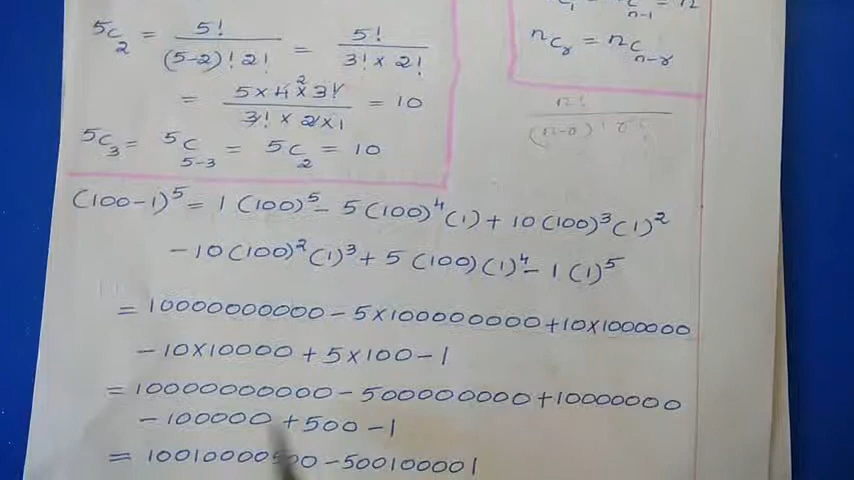 5C2 = 5! / (5-2)! 2! = 5! / 3! × 2!
= 5 × 4 2 × 3! / 3! × 2 × 1 = 10
5C3 = 5C5-3 = 5C2 = 10
nCr = nCn-r
n!
(100-1)^5 = 1(100)^5 - 5(100)^4(1) + 10(100)^3(1)^2
-10(100)^2(1)^3 + 5(100)(1)^4 - 1(1)^5
= 10000000000 - 5×100000000 + 10×1000000
- 10×10000 + 5×100 - 1
= 10000000000 - 500000000 + 10000000
- 100000 + 500 - 1
= 10010000500 - 500100001